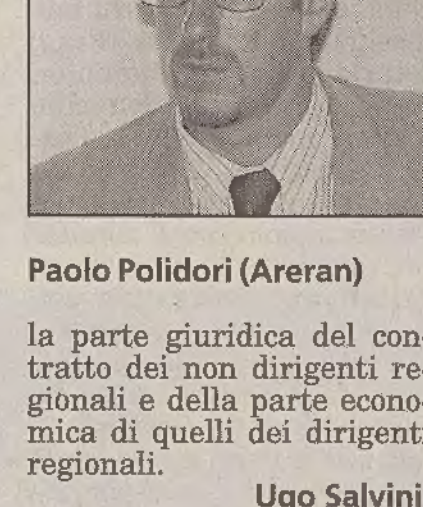 Paolo Polidori (Areran)
la parte giuridica del con-
tratto dei non dirigenti re-
gionali e della parte econo-
mica di quelli dei dirigenti
regionali.
Ugo Salvini